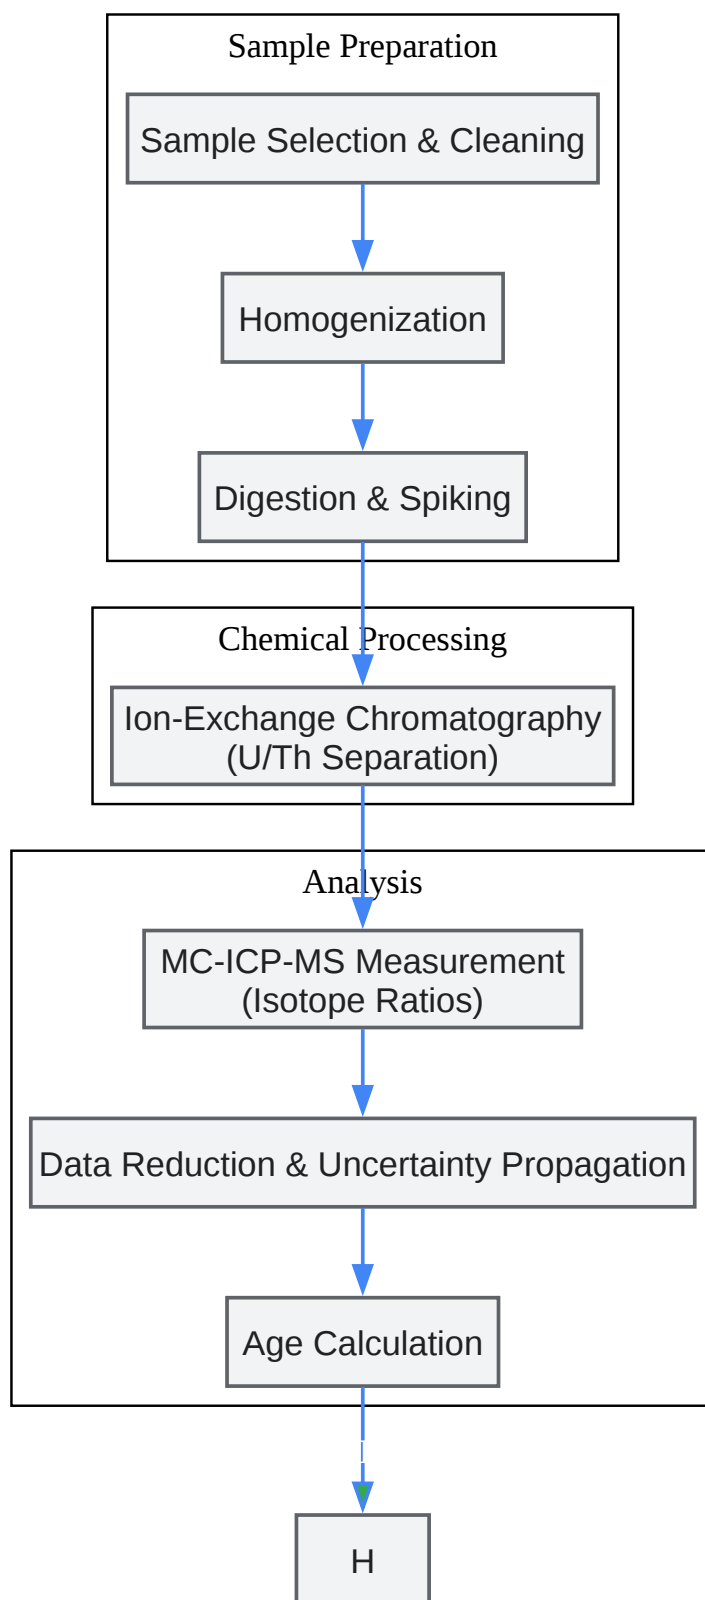 Sample Preparation
Sample Selection & Cleaning
Homogenization
Digestion & Spiking
Chemical Processing
Ion-Exchange Chromatography
(U/Th Separation)
Analysis
MC-ICP-MS Measurement
(Isotope Ratios)
Data Reduction & Uncertainty Propagation
Age Calculation
H